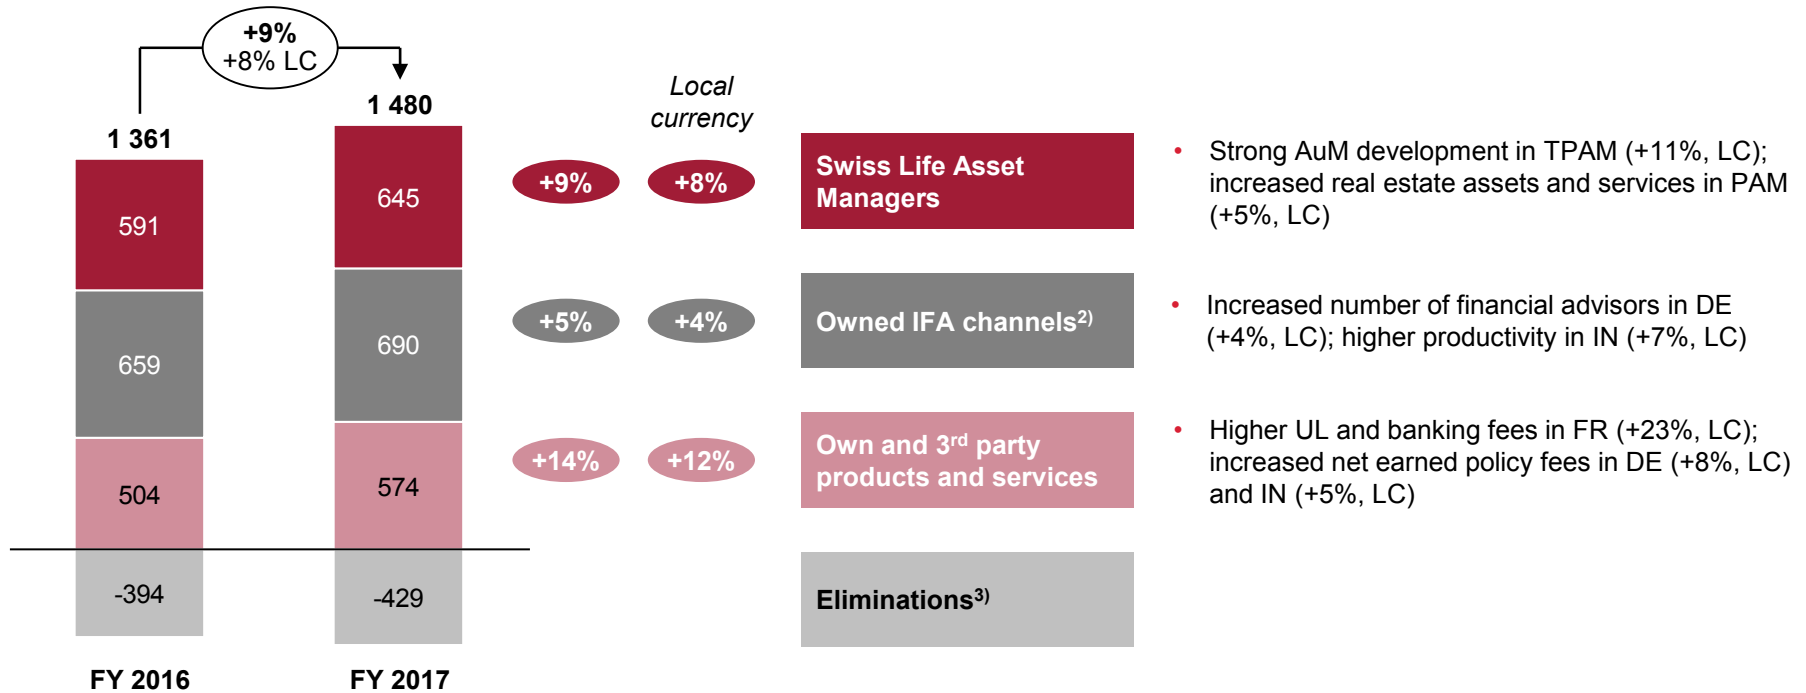 +9%
+8% LC
1 361
1 480
591
659
504
-394
FY 2016
645
690
574
-429
FY 2017
Local
currency
+9%
+8%
Swiss Life Asset
Managers
• Strong AuM development in TPAM (+11%, LC);
increased real estate assets and services in PAM
(+5%, LC)
+5%
+4%
Owned IFA channels2)
• Increased number of financial advisors in DE
(+4%, LC); higher productivity in IN (+7%, LC)
+14%
+12%
Own and 3rd party
products and services
• Higher UL and banking fees in FR (+23%, LC);
increased net earned policy fees in DE (+8%, LC)
and IN (+5%, LC)
Eliminations3)